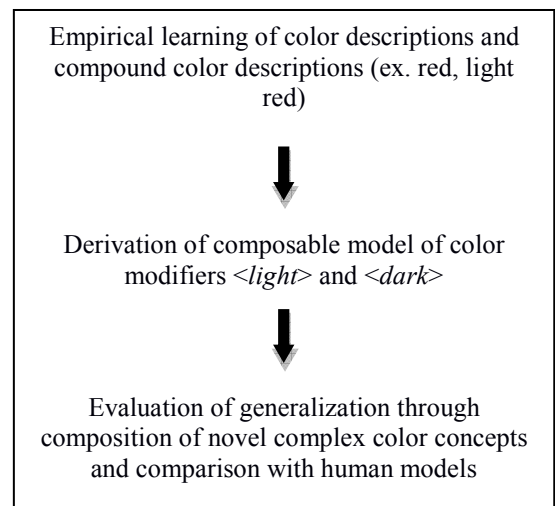 Empirical learning of color descriptions and
compound color descriptions (ex. red, light
red)
Derivation of composable model of color
modifiers <light> and <dark>
Evaluation of generalization through
composition of novel complex color concepts
and comparison with human models